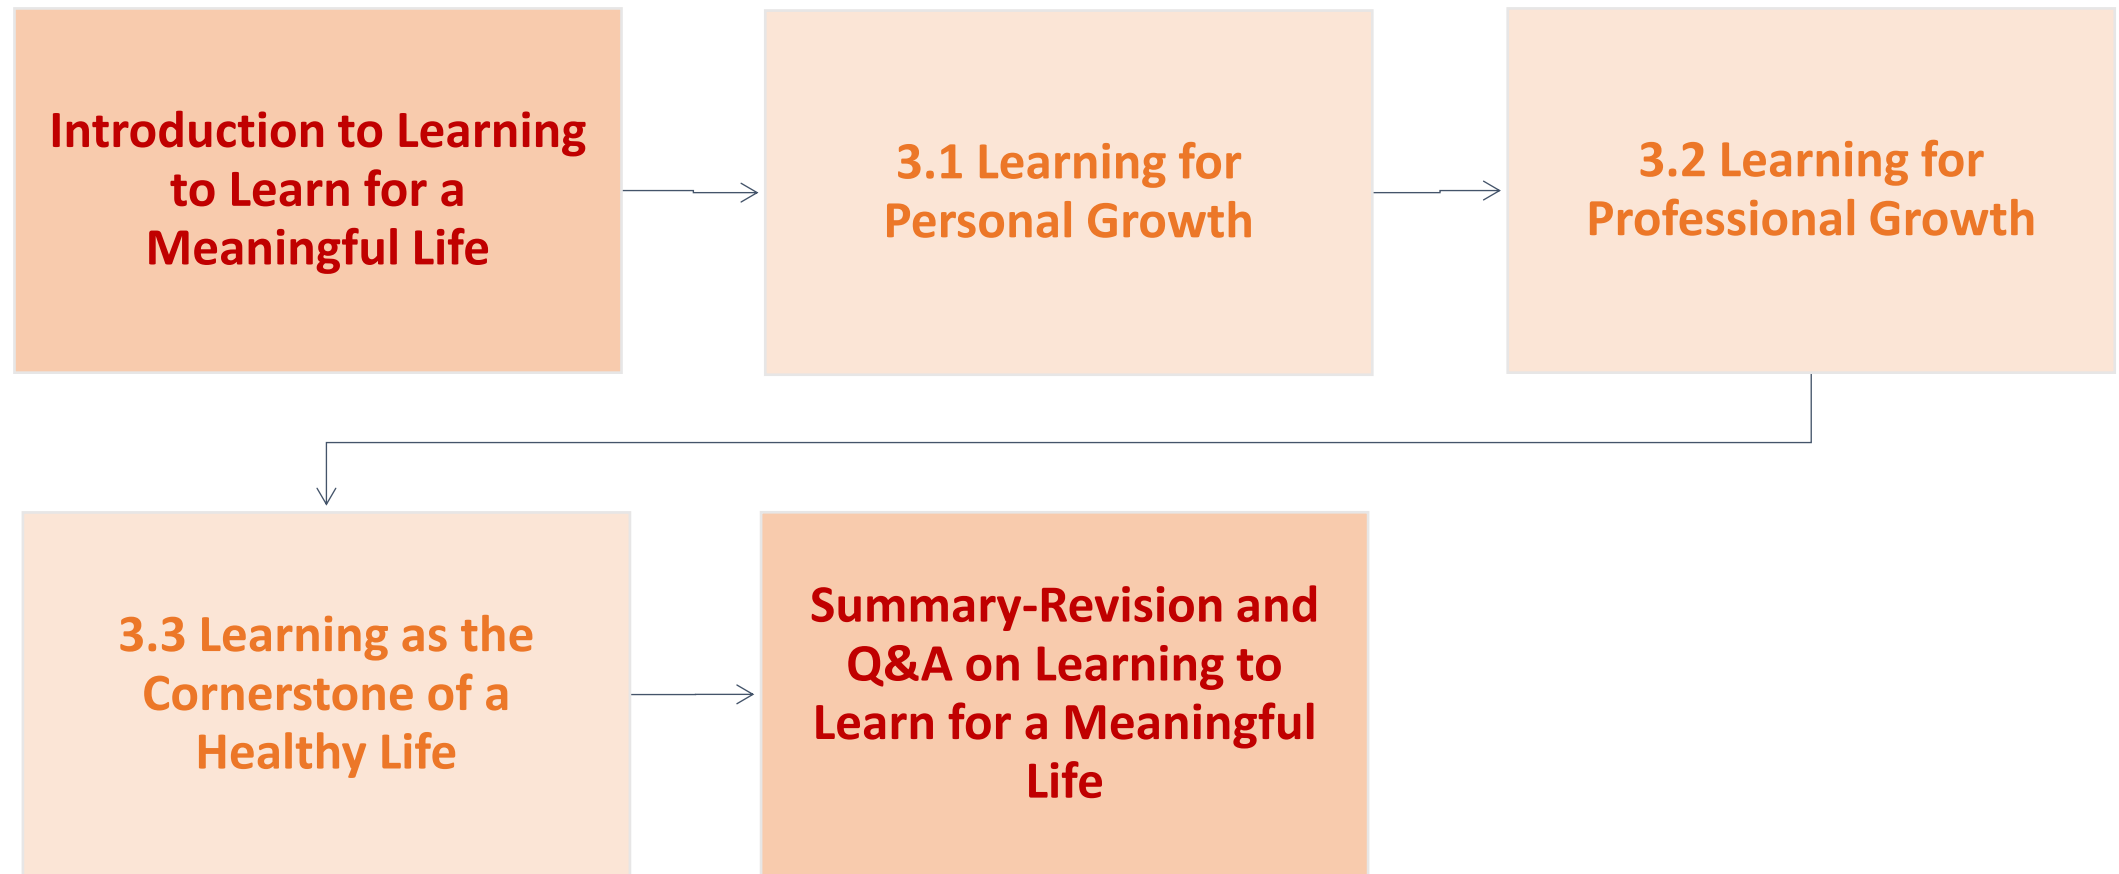 Introduction to Learning
to Learn for a
Meaningful Life
3.1 Learning for
Personal Growth
3.2 Learning for
Professional Growth
3.3 Learning as the
Cornerstone of a
Healthy Life
Summary-Revision and
Q&A on Learning to
Learn for a Meaningful
Life